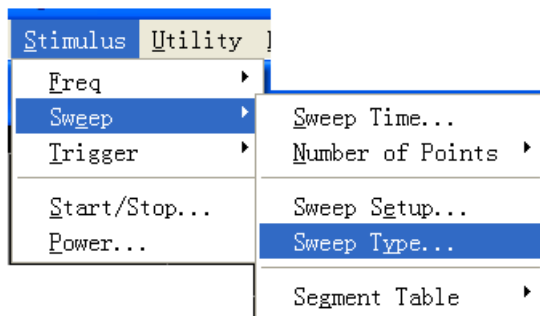 Stimulus Utility
Freq
Sweep
Trigger
Start/Stop...
Power...
Sweep Time...
Number of Points
Sweep Setup...
Sweep Type...
Segment Table